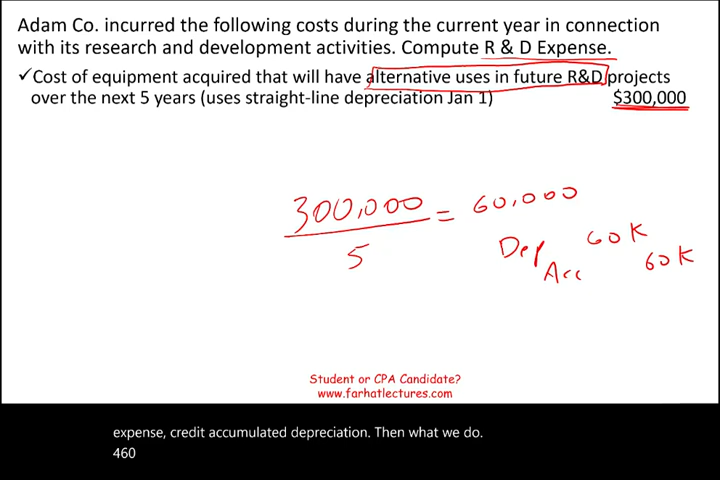 Adam Co. incurred the following costs during the current year in connection
with its research and development activities. Compute R & D Expense.
✓Cost of equipment acquired that will have alternative uses in future R&D projects
over the next 5 years (uses straight-line depreciation Jan 1) $300,000
300,000 = 60,000
5
Dep 60K
Acc 60K
Student or CPA Candidate?
www.farhatlectures.com
expense, credit accumulated depreciation. Then what we do.
460